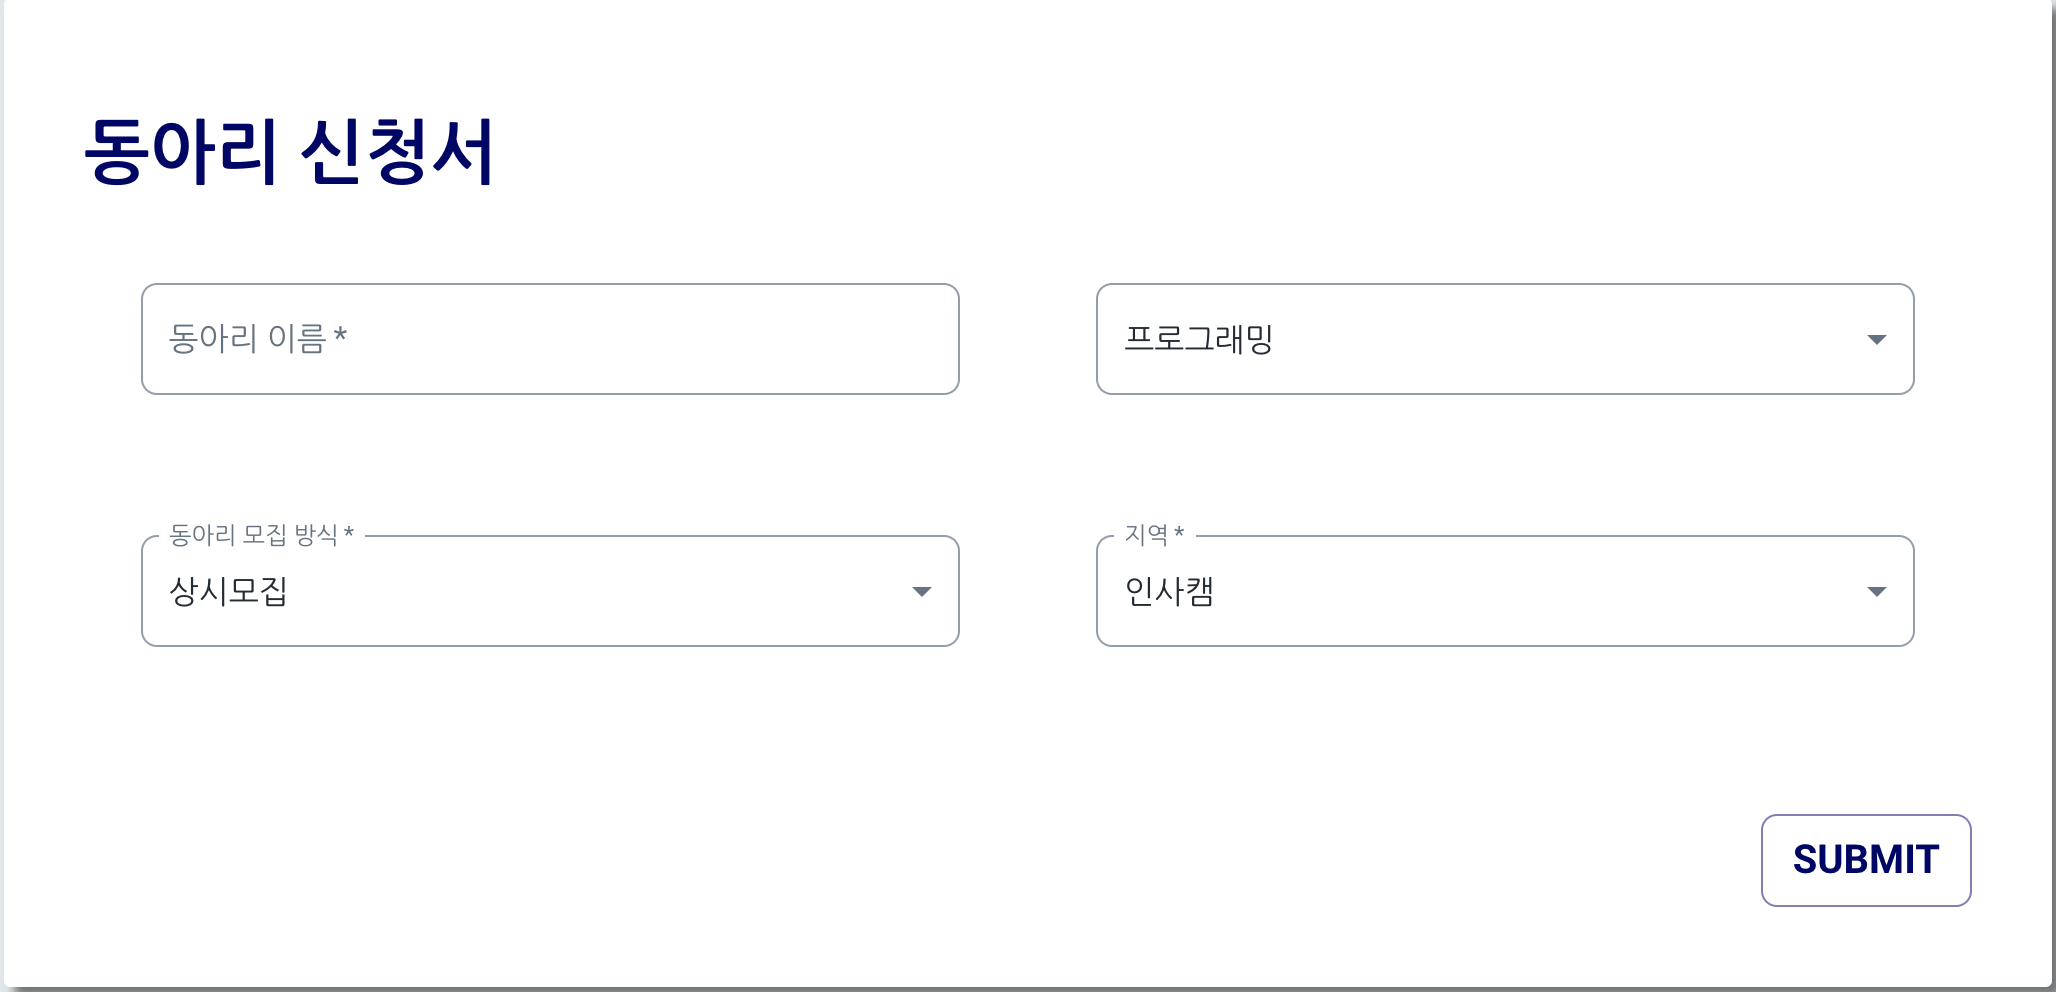 동아리 신청서
동아리 이름 *
프로그래밍
동아리 모집 방식 *
상시모집
지역 *
인사캠
SUBMIT